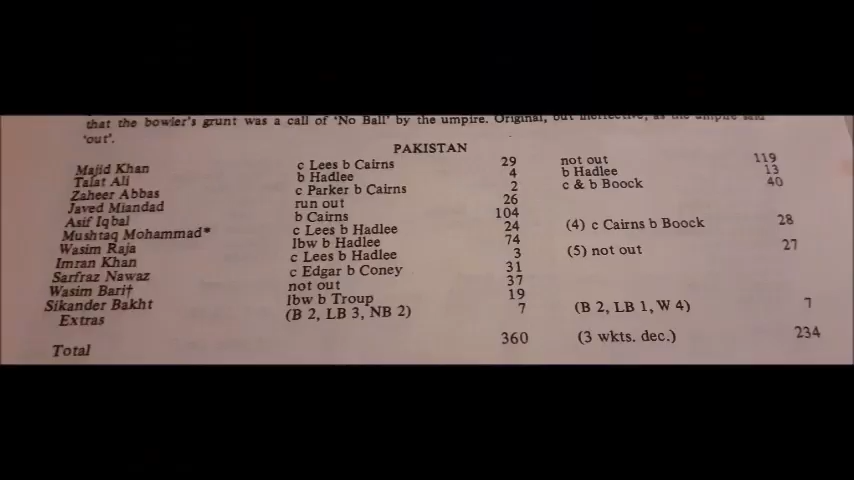 that the bowler's grunt was a call of 'No Ball' by the umpire. Original, but ineffective, as the umpire said
'out'.
PAKISTAN
Majid Khan c Lees b Cairns 29 not out 119
Talat Ali b Hadlee 4 b Hadlee 13
Zaheer Abbas c Parker b Cairns 2 c & b Boock 40
Javed Miandad run out 26
Asif Iqbal b Cairns 104
Mushtaq Mohammad* c Lees b Hadlee 24 (4) c Cairns b Boock 28
Wasim Raja lbw b Hadlee 74
Imran Khan c Lees b Hadlee 3 (5) not out 27
Sarfraz Nawaz c Edgar b Coney 31
Wasim Bari† not out 37
Sikander Bakht lbw b Troup 19
Extras (B 2, LB 3, NB 2) 7 (B 2, LB 1, W 4) 7
Total 360 (3 wkts. dec.) 234